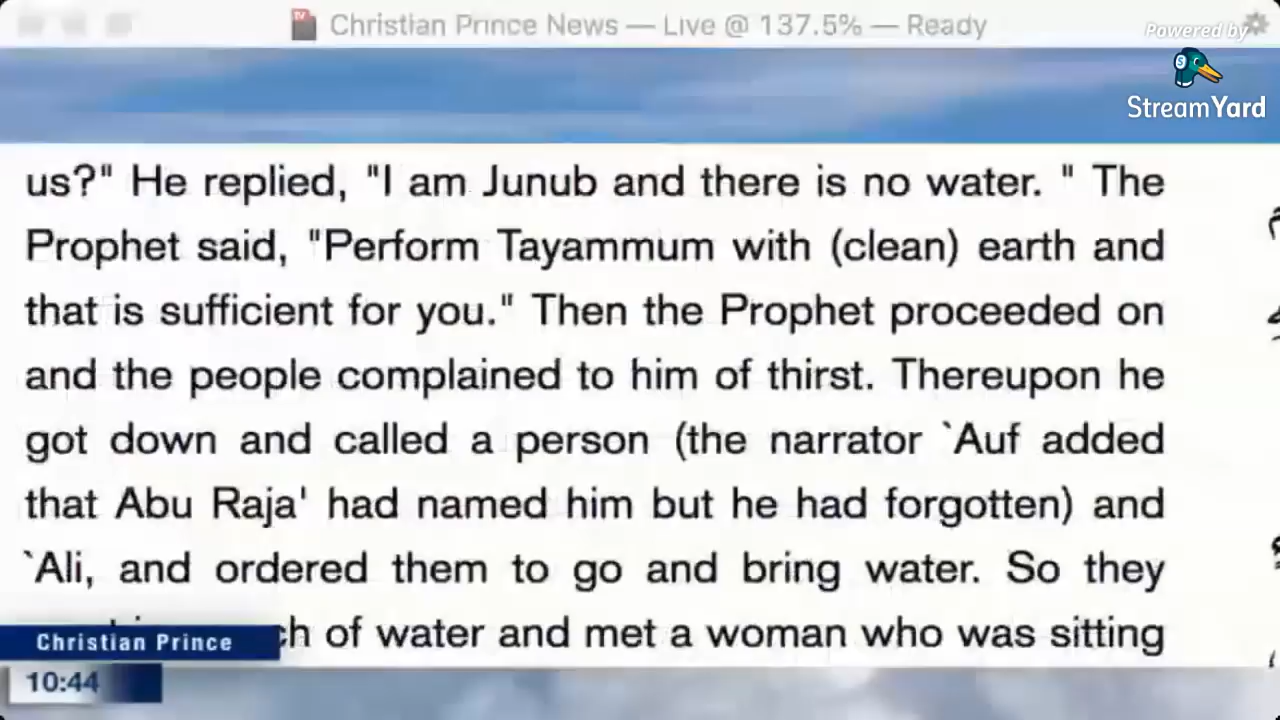 Christian Prince News — Live @ 137.5% — Ready
Powered by
StreamYard
us?" He replied, "I am Junub and there is no water. " The
Prophet said, "Perform Tayammum with (clean) earth and
that is sufficient for you." Then the Prophet proceeded on
and the people complained to him of thirst. Thereupon he
got down and called a person (the narrator `Auf added
that Abu Raja' had named him but he had forgotten) and
`Ali, and ordered them to go and bring water. So they
of water and met a woman who was sitting
Christian Prince
10:44